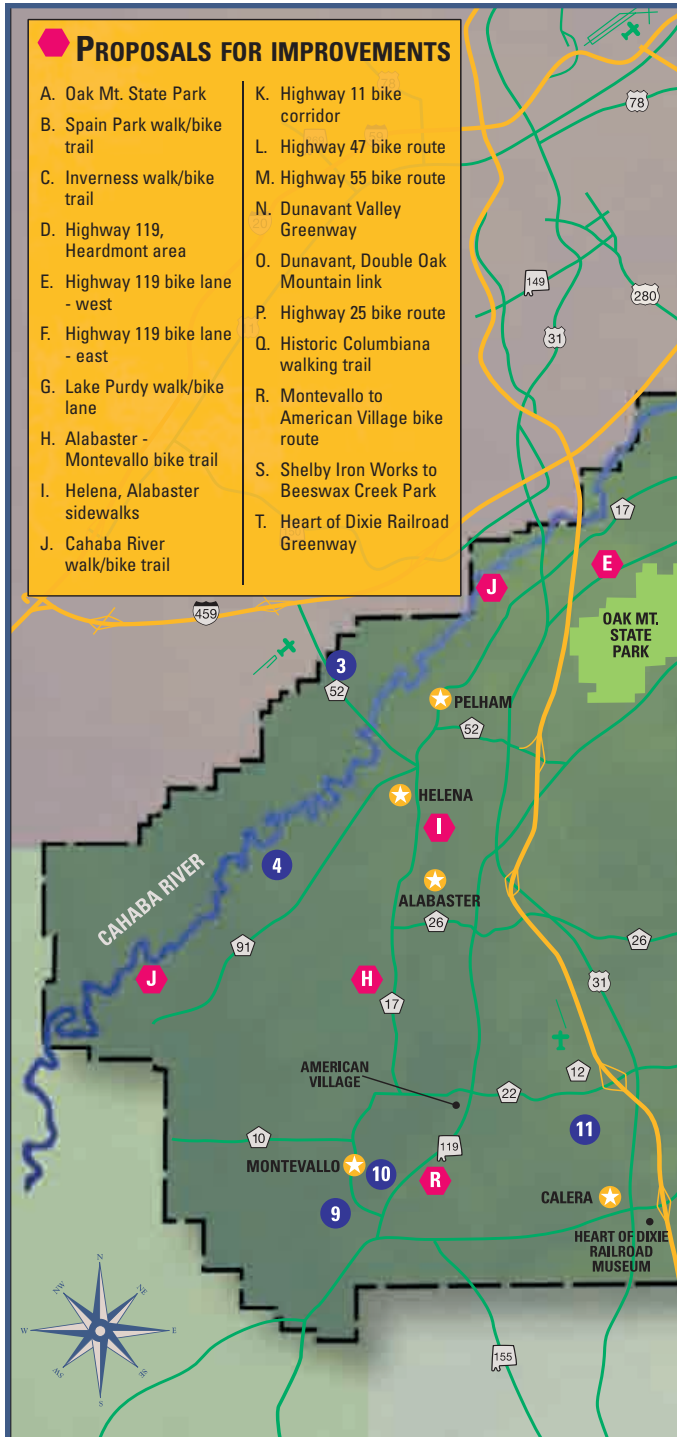 PROPOSALS FOR IMPROVEMENTS
A. Oak Mt. State Park
B. Spain Park walk/bike
trail
C. Inverness walk/bike
trail
D. Highway 119,
Heardmont area
E. Highway 119 bike lane
- west
F. Highway 119 bike lane
- east
G. Lake Purdy walk/bike
lane
H. Alabaster -
Montevallo bike trail
I. Helena, Alabaster
sidewalks
J. Cahaba River
walk/bike trail
K. Highway 11 bike
corridor
L. Highway 47 bike route
M. Highway 55 bike route
N. Dunavant Valley
Greenway
O. Dunavant, Double Oak
Mountain link
P. Highway 25 bike route
Q. Historic Columbiana
walking trail
R. Montevallo to
American Village bike
route
S. Shelby Iron Works to
Beeswax Creek Park
T. Heart of Dixie Railroad
Greenway
78
78
59
20
149
280
31
17
E
J
459
OAK MT.
STATE
PARK
3
52
PELHAM
52
HELENA
I
4
ALABASTER
CAHABA RIVER
26
26
91
J
H
31
17
AMERICAN
VILLAGE
12
22
10
119
11
MONTEVALLO
10
R
9
CALERA
HEART OF DIXIE
RAILROAD
MUSEUM
N
NW
NE
W
E
SW
SE
S
155